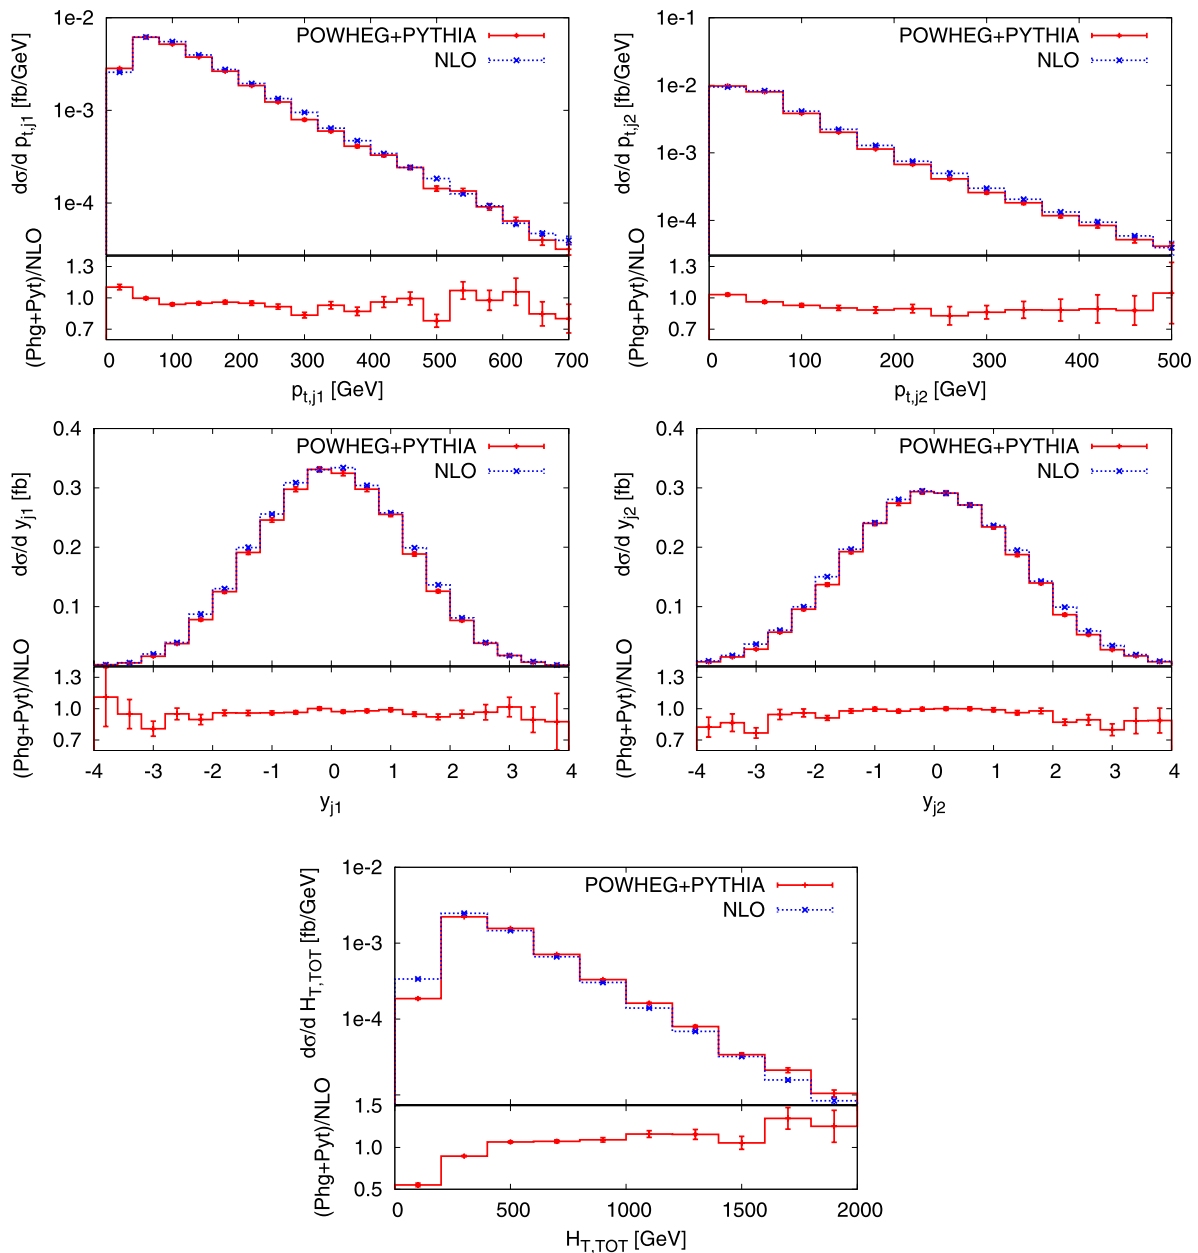 1e-2
1e-3
1e-4
dσ/d p_t,j1 [fb/GeV]
POWHEG+PYTHIA
NLO
1.3
1.0
0.7
(Phg+Pyt)/NLO
0 100 200 300 400 500 600 700
p_t,j1 [GeV]
1e-1
1e-2
1e-3
1e-4
dσ/d p_t,j2 [fb/GeV]
POWHEG+PYTHIA
NLO
1.3
1.0
0.7
(Phg+Pyt)/NLO
0 100 200 300 400 500
p_t,j2 [GeV]
0.4
0.3
0.2
0.1
dσ/d y_j1 [fb]
POWHEG+PYTHIA
NLO
1.3
1.0
0.7
(Phg+Pyt)/NLO
-4 -3 -2 -1 0 1 2 3 4
y_j1
0.4
0.3
0.2
0.1
dσ/d y_j2 [fb]
POWHEG+PYTHIA
NLO
1.3
1.0
0.7
(Phg+Pyt)/NLO
-4 -3 -2 -1 0 1 2 3 4
y_j2
1e-2
1e-3
1e-4
dσ/d H_T,TOT [fb/GeV]
POWHEG+PYTHIA
NLO
1.5
1.0
0.5
(Phg+Pyt)/NLO
0 500 1000 1500 2000
H_T,TOT [GeV]